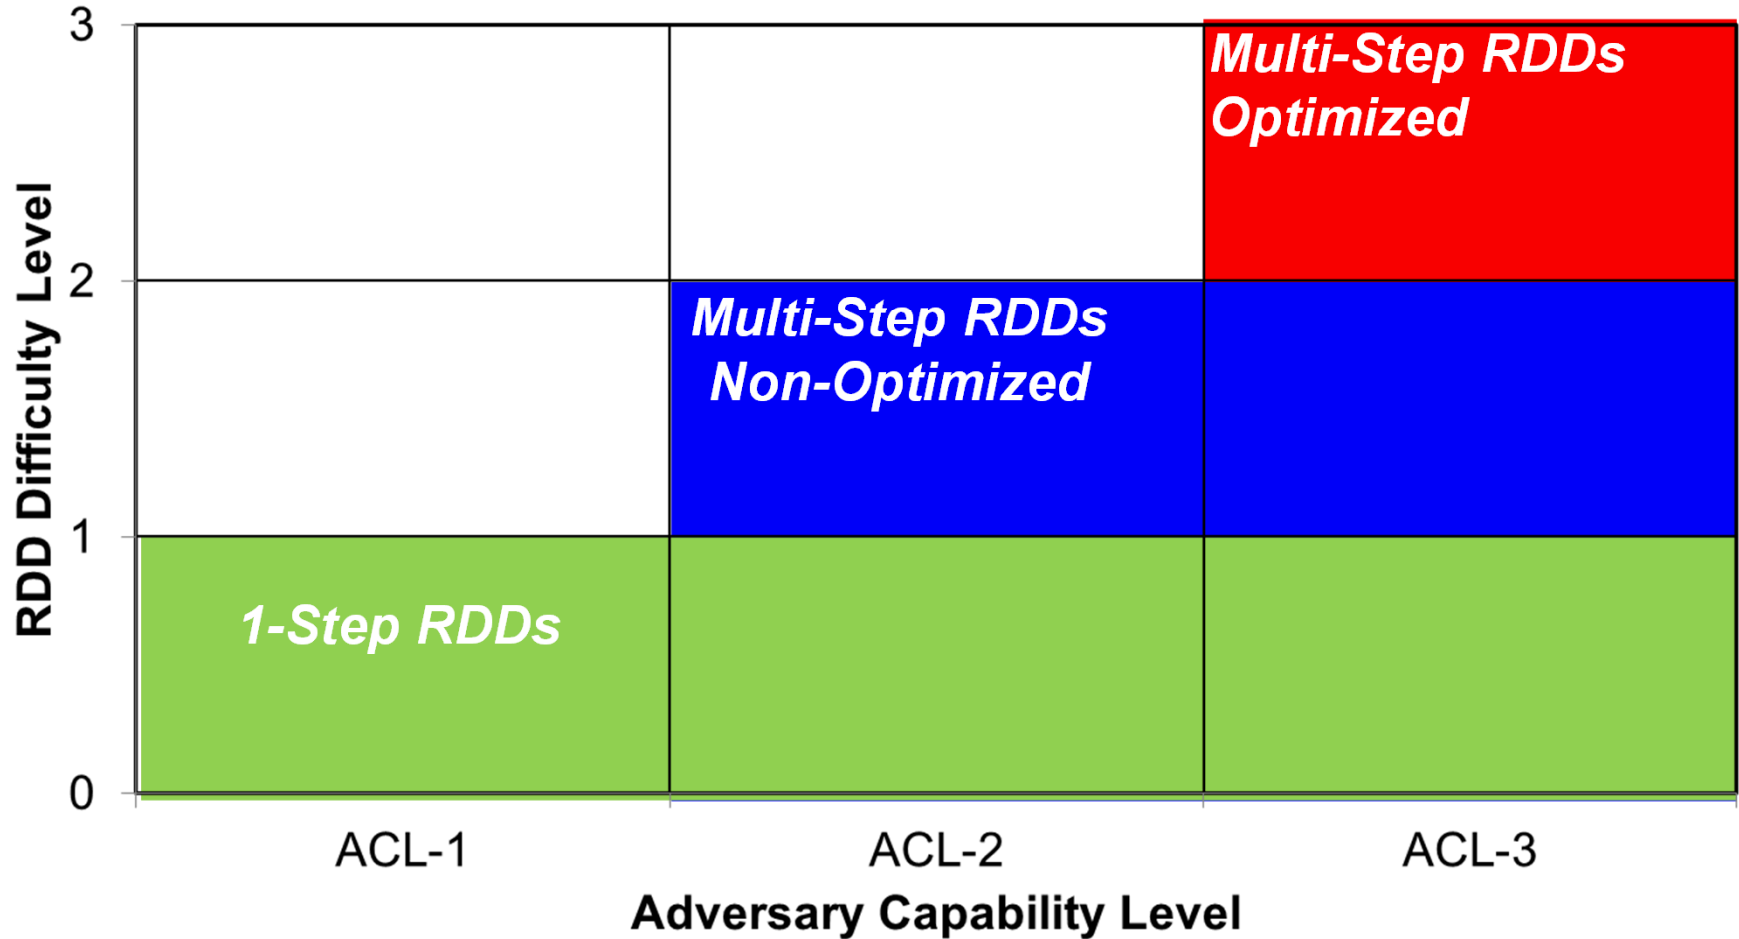 3
Multi-Step RDDs
Optimized
RDD Difficulty Level
2
Multi-Step RDDs
Non-Optimized
1
1-Step RDDs
0
ACL-1
ACL-2
ACL-3
Adversary Capability Level